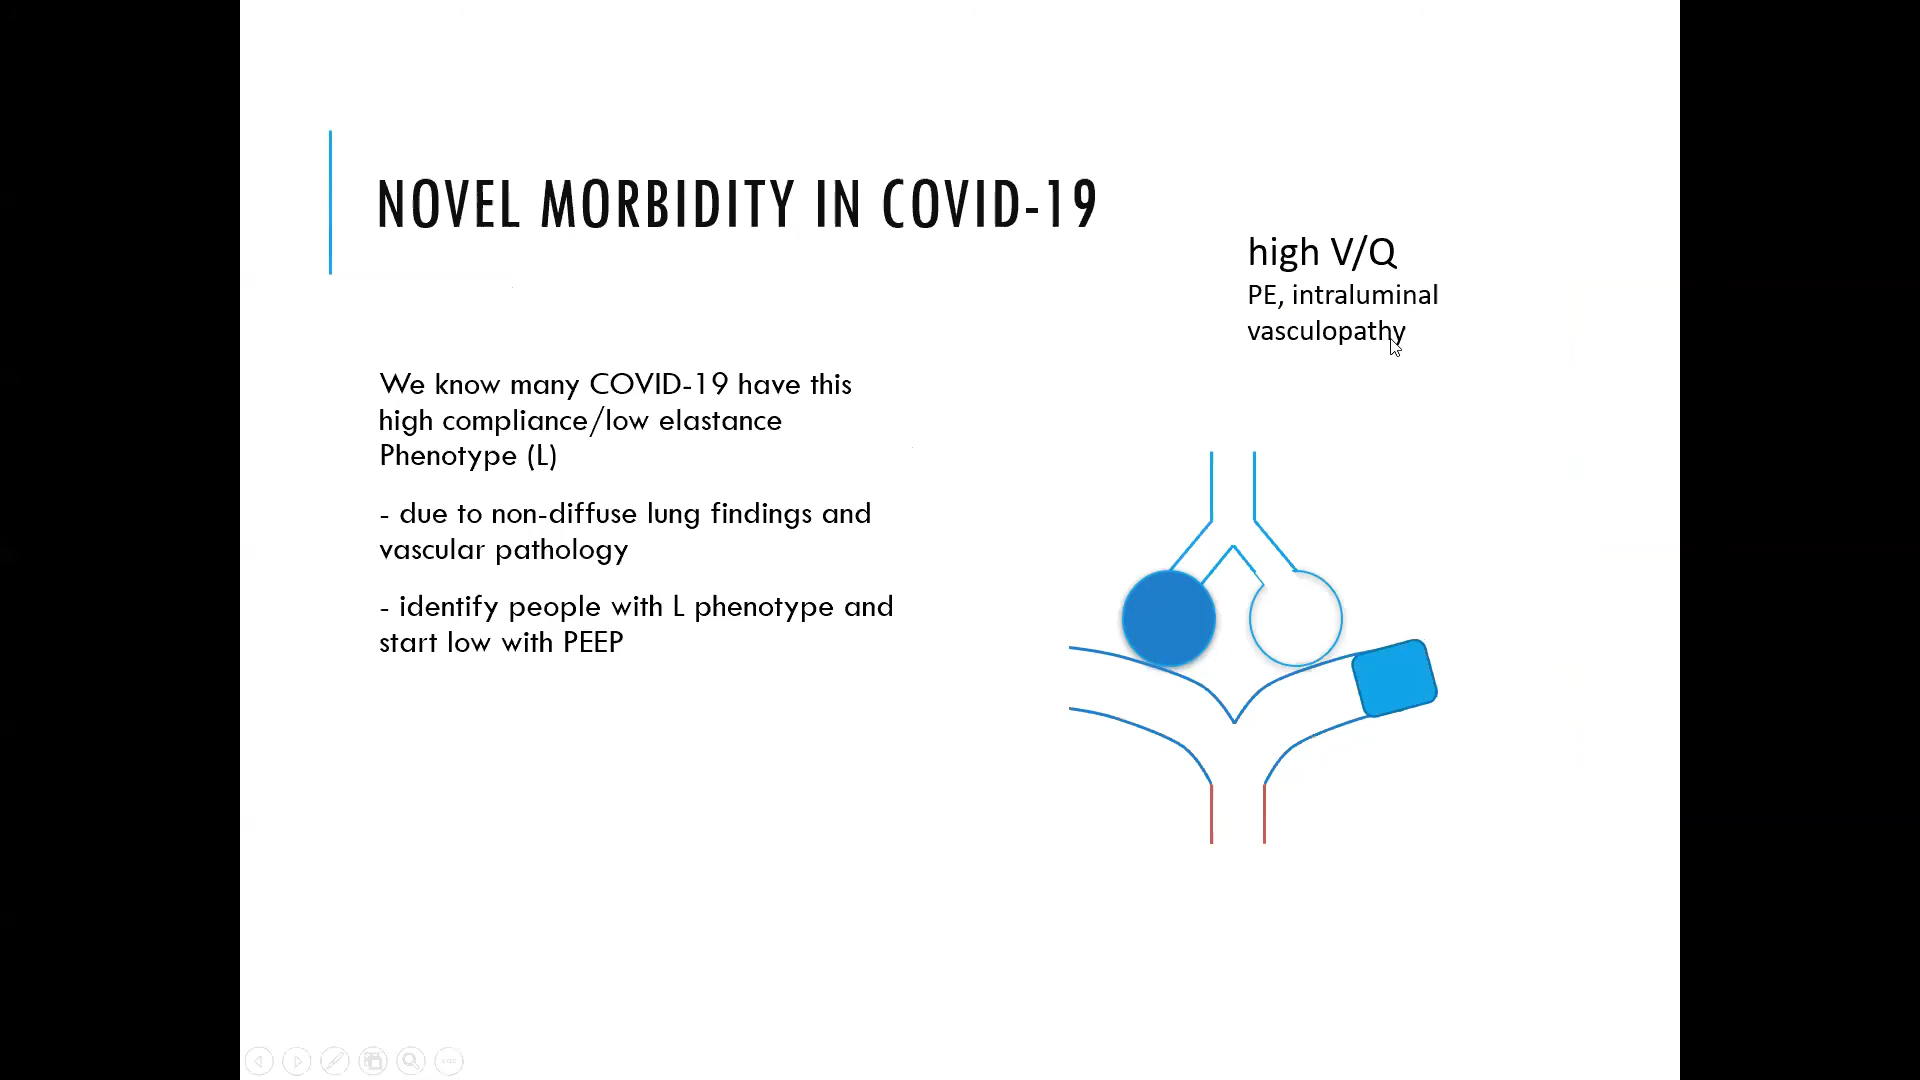 NOVEL MORBIDITY IN COVID-19
high V/Q
PE, intraluminal
vasculopathy
We know many COVID-19 have this
high compliance/low elastance
Phenotype (L)
- due to non-diffuse lung findings and
vascular pathology
- identify people with L phenotype and
start low with PEEP